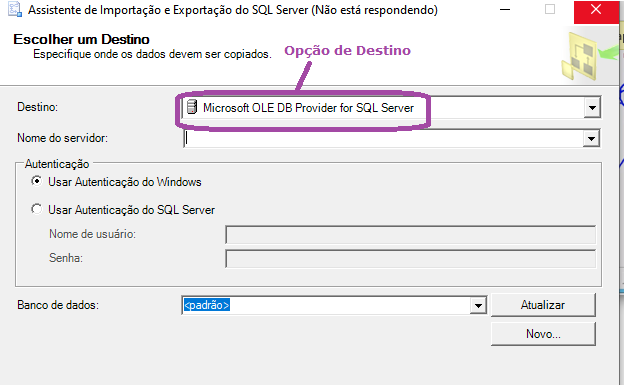 Assistente de Importação e Exportação do SQL Server (Não está respondendo)
Escolher um Destino
Especifique onde os dados devem ser copiados.
Opção de Destino
Destino:
Microsoft OLE DB Provider for SQL Server
Nome do servidor:
Autenticação
Usar Autenticação do Windows
Usar Autenticação do SQL Server
Nome de usuário:
Senha:
Banco de dados:
<padrão>
Atualizar
Novo...